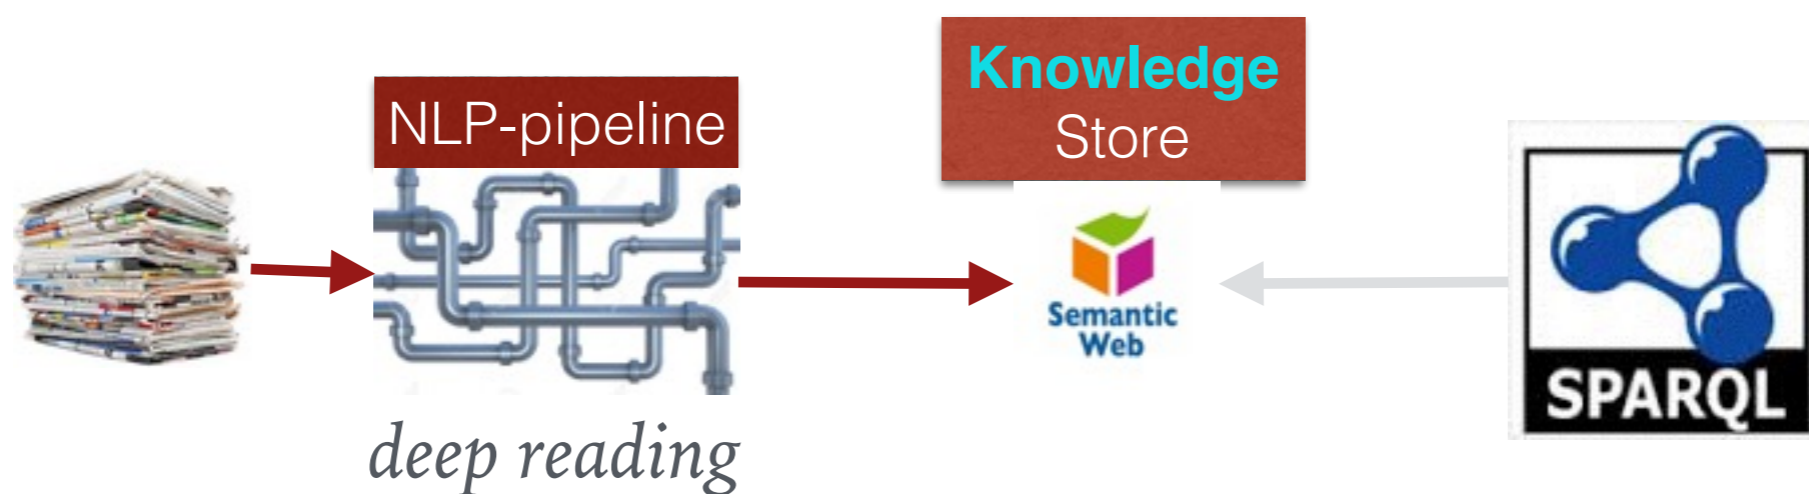 NLP-pipeline
deep reading
Knowledge
Store
Semantic
Web
SPARQL